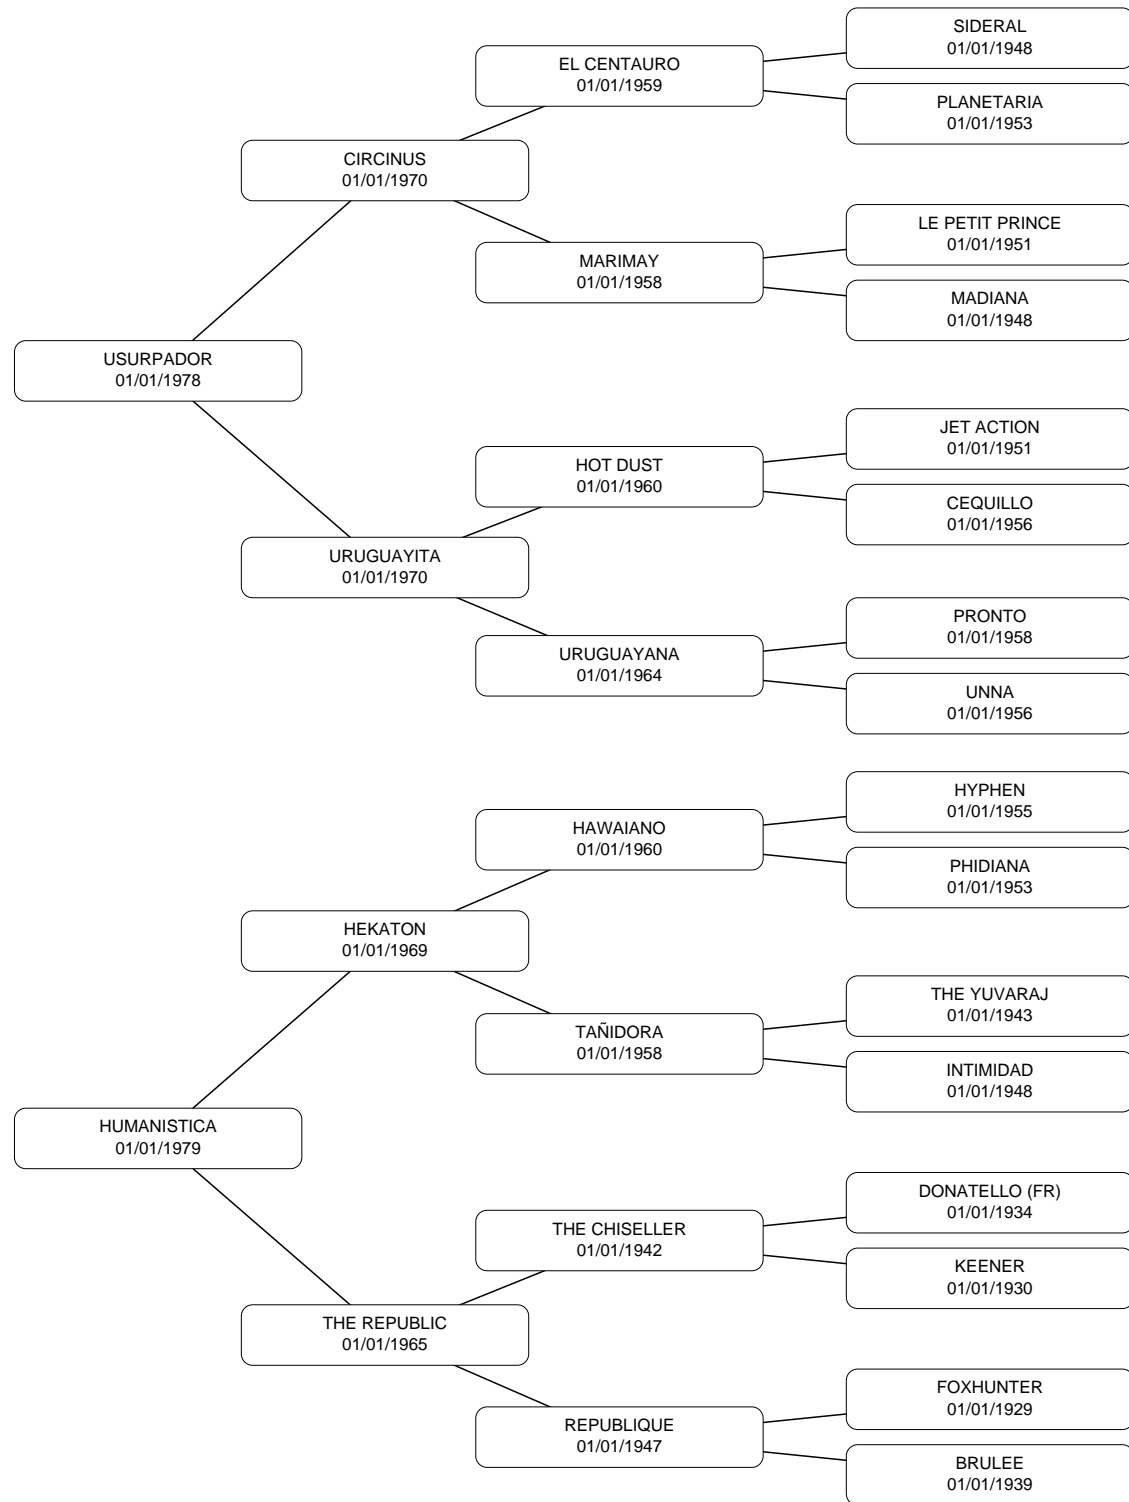 SIDERAL
01/01/1948
EL CENTAURO
01/01/1959
PLANETARIA
01/01/1953
CIRCINUS
01/01/1970
LE PETIT PRINCE
01/01/1951
MARIMAY
01/01/1958
MADIANA
01/01/1948
USURPADOR
01/01/1978
JET ACTION
01/01/1951
HOT DUST
01/01/1960
CEQUILLO
01/01/1956
URUGUAYITA
01/01/1970
PRONTO
01/01/1958
URUGUAYANA
01/01/1964
UNNA
01/01/1956
HYPHEN
01/01/1955
HAWAIANO
01/01/1960
PHIDIANA
01/01/1953
HEKATON
01/01/1969
THE YUVARAJ
01/01/1943
TAÑIDORA
01/01/1958
INTIMIDAD
01/01/1948
HUMANISTICA
01/01/1979
DONATELLO (FR)
01/01/1934
THE CHISELLER
01/01/1942
KEENER
01/01/1930
THE REPUBLIC
01/01/1965
FOXHUNTER
01/01/1929
REPUBLIQUE
01/01/1947
BRULEE
01/01/1939